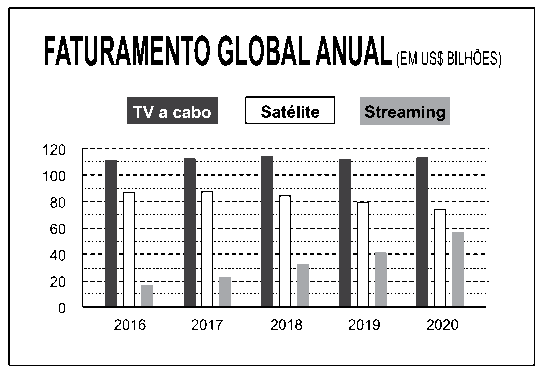 FATURAMENTO GLOBAL ANUAL (EM US$ BILHÕES)
TV a cabo Satélite Streaming
120
100
80
60
40
20
0
2016 2017 2018 2019 2020